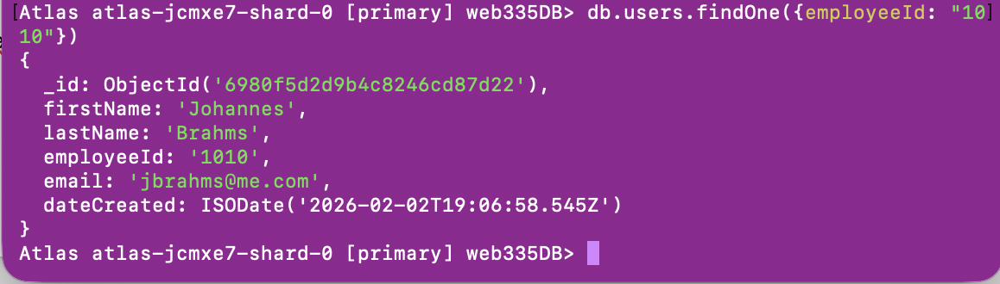 [Atlas atlas-jcmxe7-shard-0 [primary] web335DB> db.users.findOne({employeeId: "10]
10"})
{
  _id: ObjectId('6980f5d2d9b4c8246cd87d22'),
  firstName: 'Johannes',
  lastName: 'Brahms',
  employeeId: '1010',
  email: 'jbrahms@me.com',
  dateCreated: ISODate('2026-02-02T19:06:58.545Z')
}
Atlas atlas-jcmxe7-shard-0 [primary] web335DB>